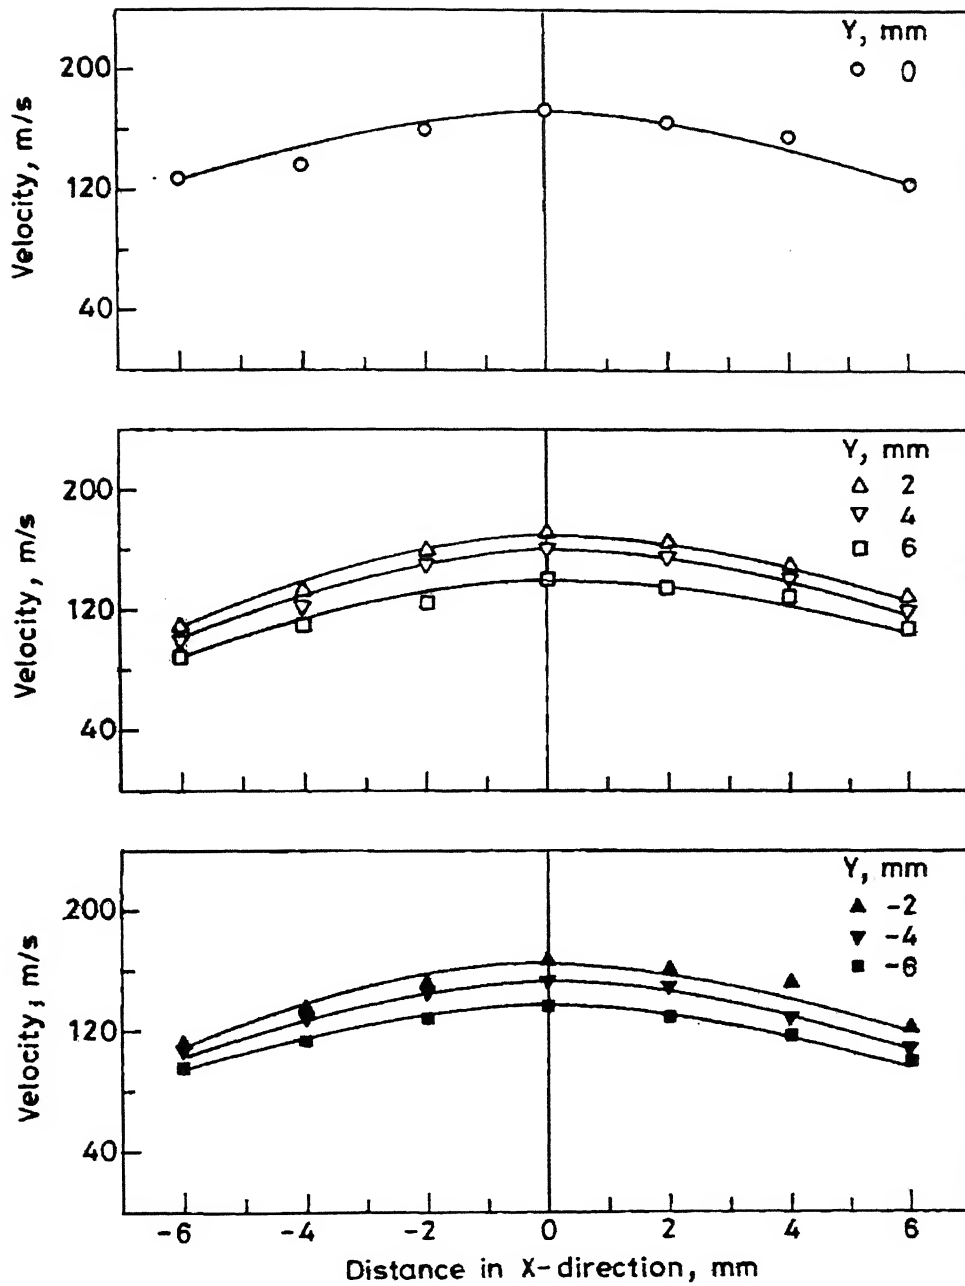 Y, mm
○ 0
200
120
40
Velocity, m/s
Y, mm
△ 2
▽ 4
□ 6
200
120
40
Velocity, m/s
Y, mm
▲ -2
▼ -4
■ -6
200
120
40
Velocity, m/s
-6 -4 -2 0 2 4 6
Distance in X-direction, mm